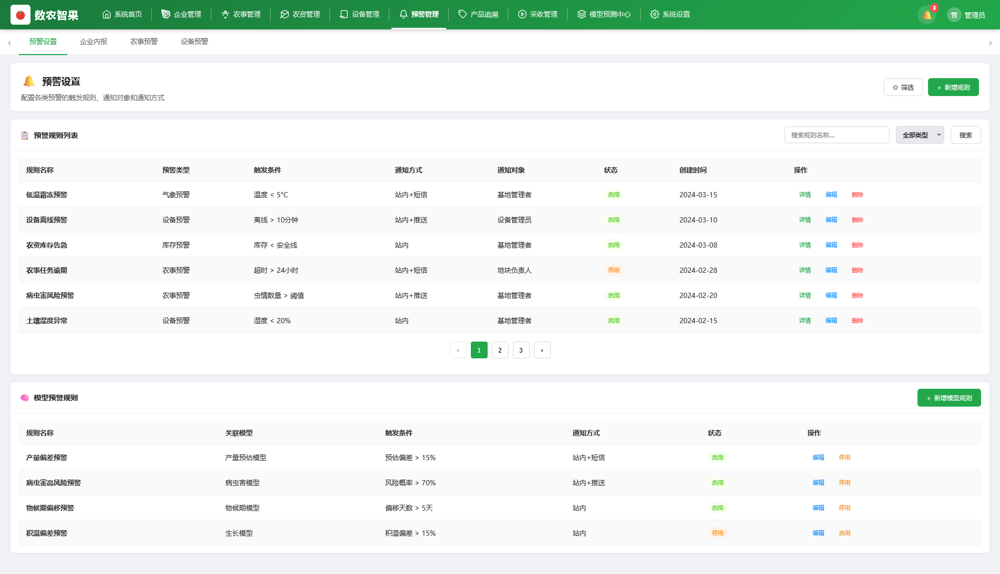 数农智果 系统首页 企业管理 农事管理 农资管理 设备管理 预警管理 产品追溯 采收管理 模型预测中心 系统设置 3 管 管理员
‹ 预警设置 企业内报 农事预警 设备预警 ›
预警设置
配置各类预警的触发规则、通知对象和通知方式
筛选 + 新增规则
预警规则列表 搜索规则名称... 全部类型 搜索
规则名称 预警类型 触发条件 通知方式 通知对象 状态 创建时间 操作
低温霜冻预警 气象预警 温度 < 5°C 站内+短信 基地管理者 启用 2024-03-15 详情 编辑 删除
设备离线预警 设备预警 离线 > 10分钟 站内+推送 设备管理员 启用 2024-03-10 详情 编辑 删除
农资库存告急 库存预警 库存 < 安全线 站内 基地管理者 启用 2024-03-08 详情 编辑 删除
农事任务逾期 农事预警 超时 > 24小时 站内+短信 地块负责人 停用 2024-02-28 详情 编辑 删除
病虫害风险预警 农事预警 虫情数量 > 阈值 站内+推送 基地管理者 启用 2024-02-20 详情 编辑 删除
土壤湿度异常 设备预警 湿度 < 20% 站内 基地管理者 启用 2024-02-15 详情 编辑 删除
‹ 1 2 3 ›
模型预警规则 + 新增模型规则
规则名称 关联模型 触发条件 通知方式 状态 操作
产量偏差预警 产量预估模型 预估偏差 > 15% 站内+短信 启用 编辑 停用
病虫害高风险预警 病虫害模型 风险概率 > 70% 站内+推送 启用 编辑 停用
物候期偏移预警 物候期模型 偏移天数 > 5天 站内 启用 编辑 停用
积温偏差预警 生长模型 积温偏差 > 15% 站内 停用 编辑 启用